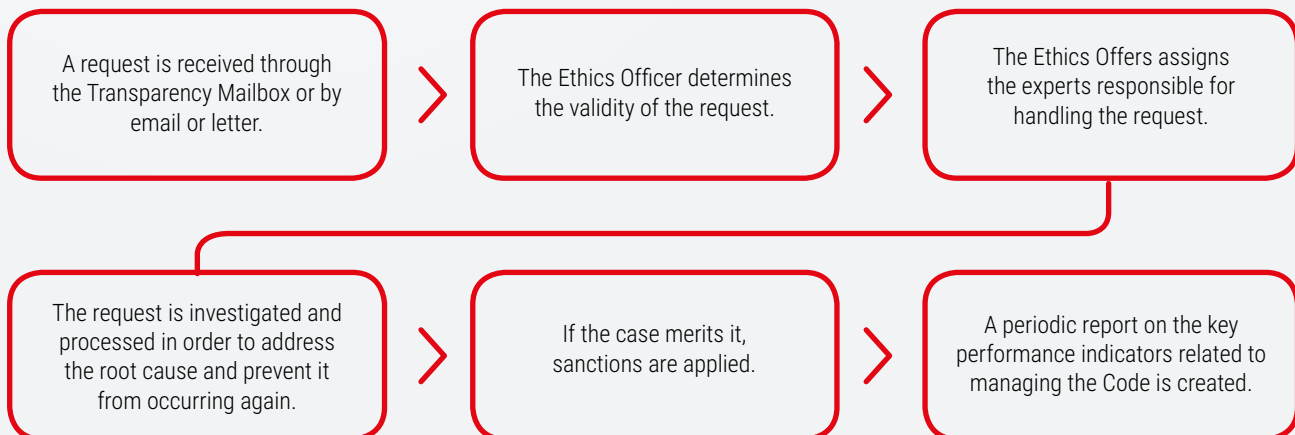 A request is received through
the Transparency Mailbox or by
email or letter.
The Ethics Officer determines
the validity of the request.
The Ethics Offers assigns
the experts responsible for
handling the request.
The request is investigated and
processed in order to address
the root cause and prevent it
from occurring again.
If the case merits it,
sanctions are applied.
A periodic report on the key
performance indicators related to
managing the Code is created.